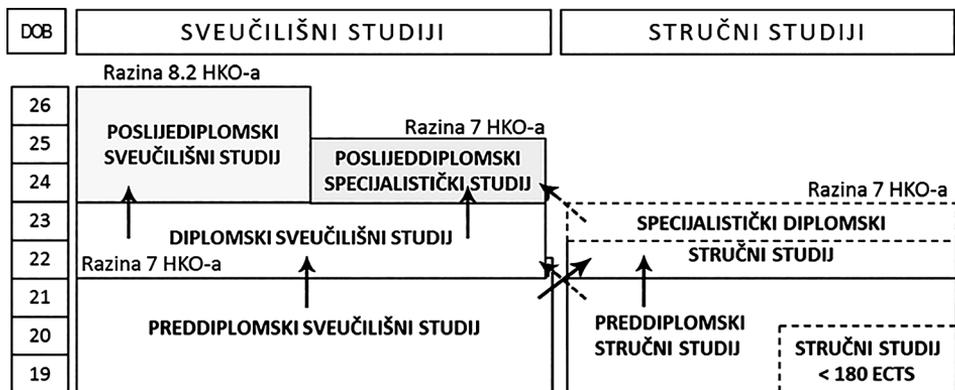 DOB
SVEUČILIŠNI STUDIJI
STRUČNI STUDIJI
Razina 8.2 HKO-a
26
25
24
23
22
21
20
19
POSLIJEDIPLOMSKI
SVEUČILIŠNI STUDIJ
Razina 7 HKO-a
POSLIJEDDIPLOMSKI
SPECIJALISTIČKI STUDIJ
DIPLOMSKI SVEUČILIŠNI STUDIJ
Razina 7 HKO-a
PREDDIPLOMSKI SVEUČILIŠNI STUDIJ
Razina 7 HKO-a
SPECIJALISTIČKI DIPLOMSKI
STRUČNI STUDIJ
PREDDIPLOMSKI
STRUČNI STUDIJ
STRUČNI STUDIJ
< 180 ECTS